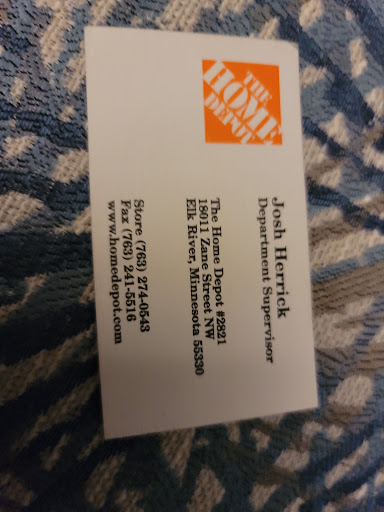 THE
HOME
DEPOT
Josh Herrick
Department Supervisor
The Home Depot #2821
18011 Zane Street NW
Elk River, Minnesota 55330
Store (763) 274-0543
Fax (763) 241-5516
www.homedepot.com